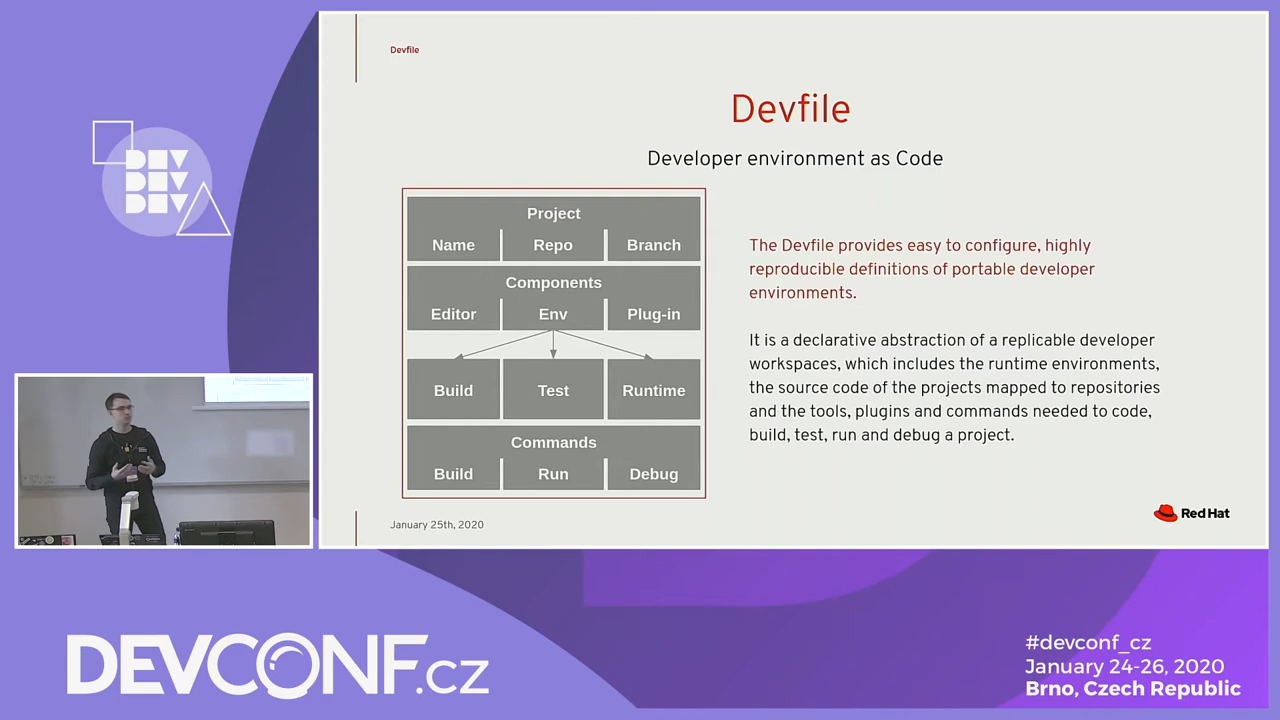 DEV
DEV
DEV
Devfile
Devfile
Developer environment as Code
Project
Name Repo Branch
Components
Editor Env Plug-in
Build Test Runtime
Commands
Build Run Debug
The Devfile provides easy to configure, highly
reproducible definitions of portable developer
environments.
It is a declarative abstraction of a replicable developer
workspaces, which includes the runtime environments,
the source code of the projects mapped to repositories
and the tools, plugins and commands needed to code,
build, test, run and debug a project.
January 25th, 2020
Red Hat
DEVCONF.cz
#devconf_cz
January 24-26, 2020
Brno, Czech Republic